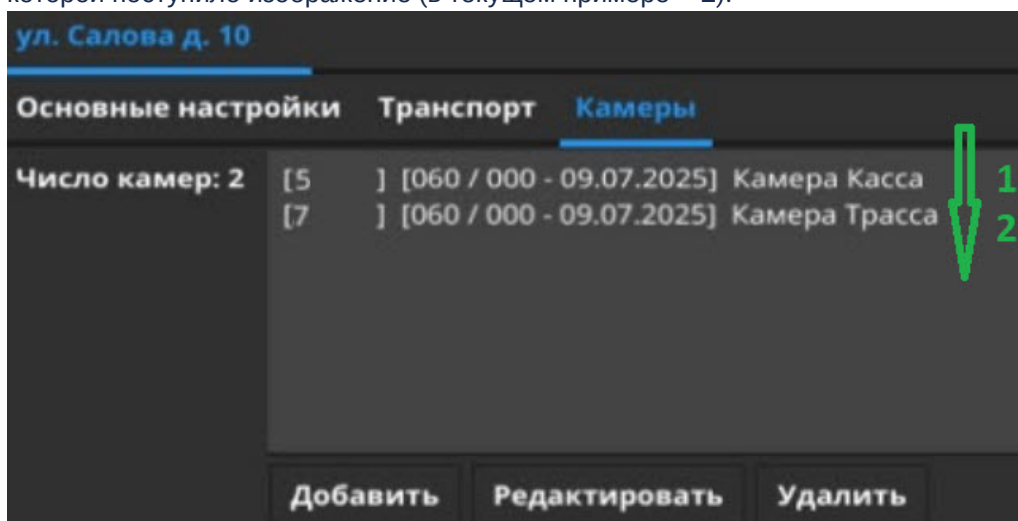 ул. Салова д. 10
Основные настройки Транспорт Камеры
Число камер: 2 [5 ] [060 / 000 - 09.07.2025] Камера Касса 1
[7 ] [060 / 000 - 09.07.2025] Камера Трасса 2
Добавить Редактировать Удалить